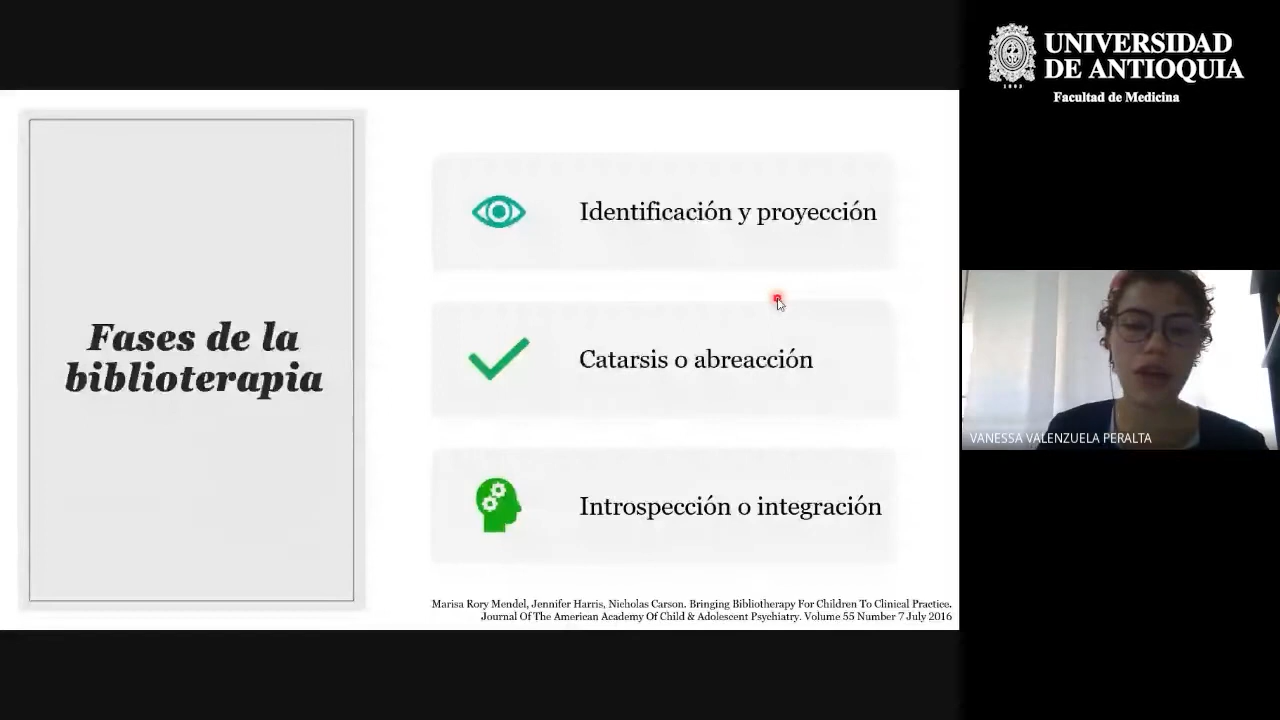 Fases de la
biblioterapia
Identificación y proyección
Catarsis o abreacción
Introspección o integración
Marisa Rory Mendel, Jennifer Harris, Nicholas Carson. Bringing Bibliotherapy For Children To Clinical Practice.
Journal Of The American Academy Of Child & Adolescent Psychiatry. Volume 55 Number 7 July 2016
UNIVERSIDAD
DE ANTIOQUIA
1803
Facultad de Medicina
VANESSA VALENZUELA PERALTA